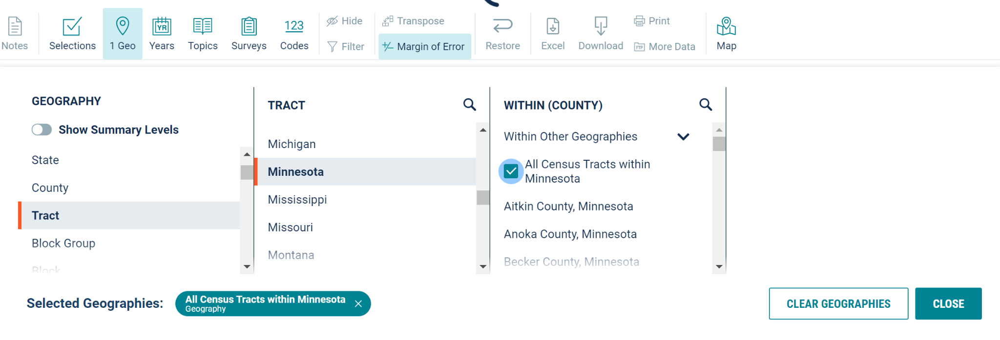 Notes
Selections
1 Geo
YR
Years
Topics
Surveys
123
Codes
Hide
Filter
Transpose
Margin of Error
Restore
Excel
Download
Print
FTP
More Data
Map
GEOGRAPHY
Show Summary Levels
State
County
Tract
Block Group
Block
TRACT
Michigan
Minnesota
Mississippi
Missouri
Montana
WITHIN (COUNTY)
Within Other Geographies
All Census Tracts within
Minnesota
Aitkin County, Minnesota
Anoka County, Minnesota
Becker County, Minnesota
Selected Geographies:
All Census Tracts within Minnesota
Geography
CLEAR GEOGRAPHIES
CLOSE